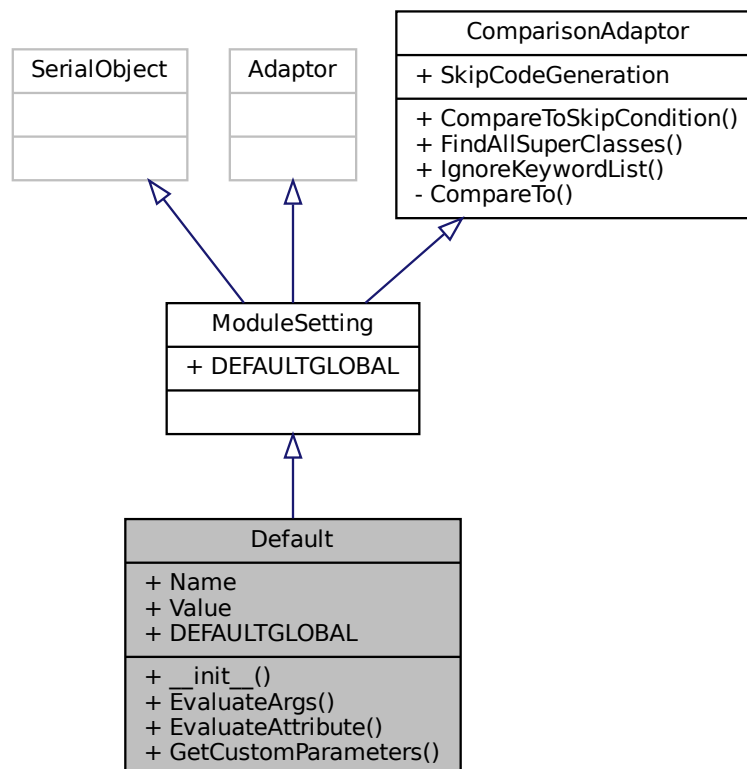 SerialObject
Adaptor
ComparisonAdaptor
+ SkipCodeGeneration
+ CompareToSkipCondition()
+ FindAllSuperClasses()
+ IgnoreKeywordList()
- CompareTo()
ModuleSetting
+ DEFAULTGLOBAL
Default
+ Name
+ Value
+ DEFAULTGLOBAL
+ __init__()
+ EvaluateArgs()
+ EvaluateAttribute()
+ GetCustomParameters()